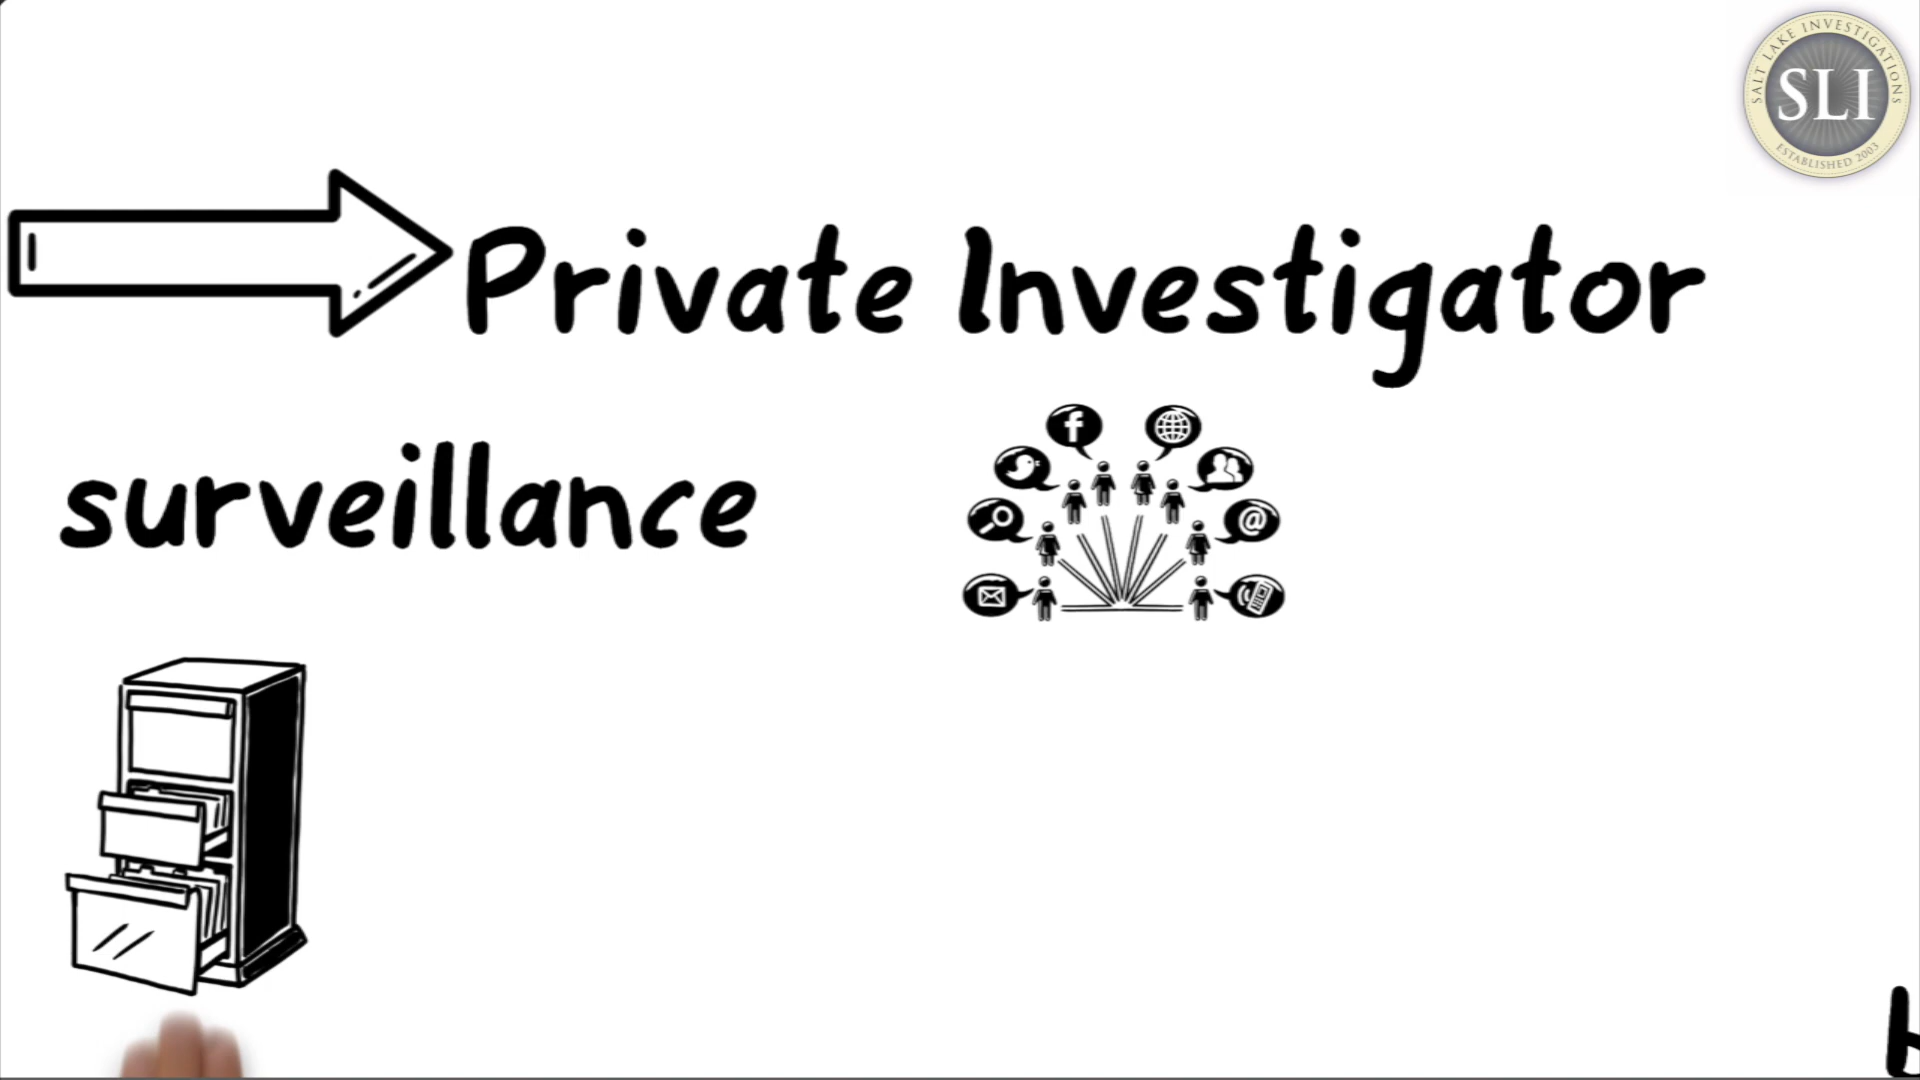 SALT LAKE INVESTIGATIONS
SLI
ESTABLISHED 2003
Private Investigator
surveillance
f
@